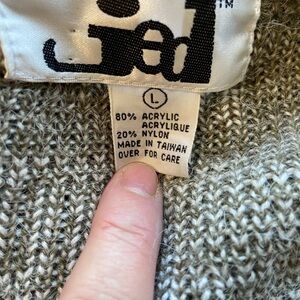 Jed
TM
L
80% ACRYLIC
ACRYLIQUE
20% NYLON
MADE IN TAIWAN
OVER FOR CARE